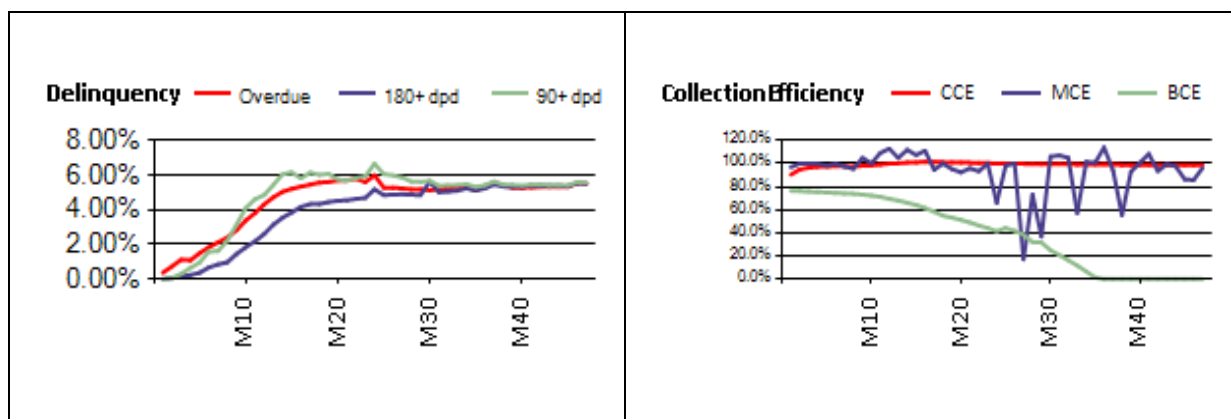 Delinquency Overdue 180+ dpd 90+ dpd
8.00%
6.00%
4.00%
2.00%
0.00%
M10
M20
M30
M40
Collection Efficiency CCE MCE BCE
120.0%
100.0%
80.0%
60.0%
40.0%
20.0%
0.0%
M10
M20
M30
M40